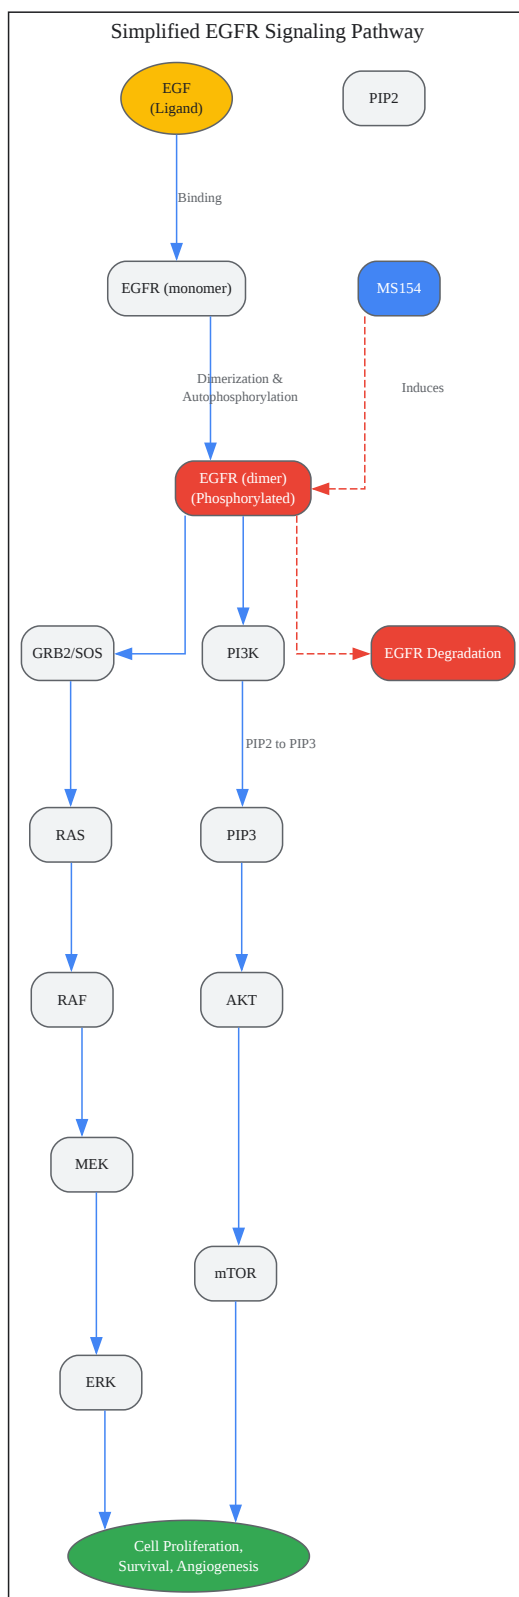 Simplified EGFR Signaling Pathway
EGF
(Ligand)
PIP2
Binding
EGFR (monomer)
MS154
Dimerization &
Autophosphorylation
Induces
EGFR (dimer)
(Phosphorylated)
GRB2/SOS
PI3K
EGFR Degradation
PIP2 to PIP3
RAS
PIP3
RAF
AKT
MEK
mTOR
ERK
Cell Proliferation,
Survival, Angiogenesis